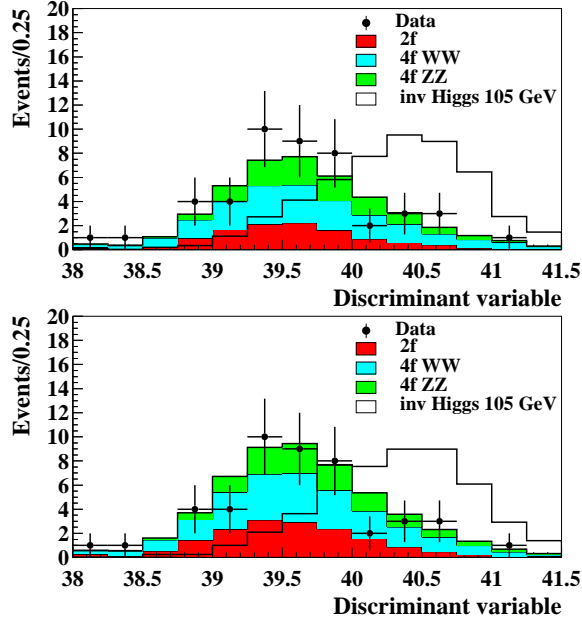 Events/0.25
20
18
16
14
12
10
8
6
4
2
0
Data
2f
4f WW
4f ZZ
inv Higgs 105 GeV
38 38.5 39 39.5 40 40.5 41 41.5
Discriminant variable
Events/0.25
20
18
16
14
12
10
8
6
4
2
0
Data
2f
4f WW
4f ZZ
inv Higgs 105 GeV
38 38.5 39 39.5 40 40.5 41 41.5
Discriminant variable